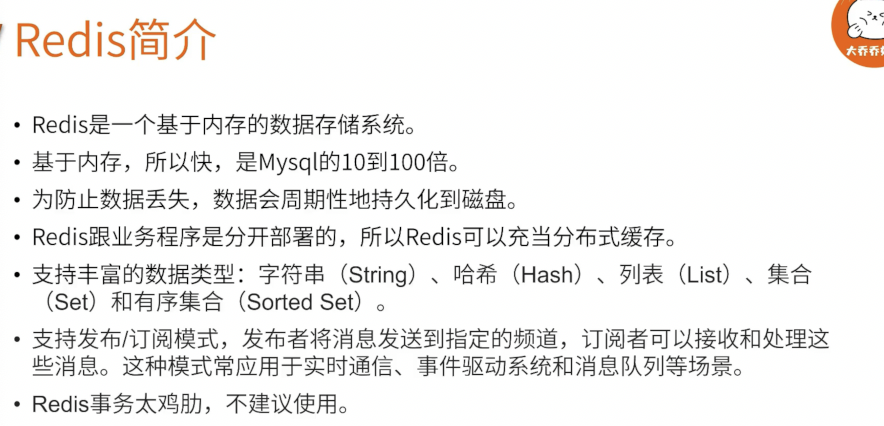 Redis简介
大乔乔
• Redis是一个基于内存的数据存储系统。
• 基于内存，所以快，是Mysql的10到100倍。
• 为防止数据丢失，数据会周期性地持久化到磁盘。
• Redis跟业务程序是分开部署的，所以Redis可以充当分布式缓存。
• 支持丰富的数据类型：字符串（String）、哈希（Hash）、列表（List）、集合
（Set）和有序集合（Sorted Set）。
• 支持发布/订阅模式，发布者将消息发送到指定的频道，订阅者可以接收和处理这
些消息。这种模式常应用于实时通信、事件驱动系统和消息队列等场景。
• Redis事务太鸡肋，不建议使用。